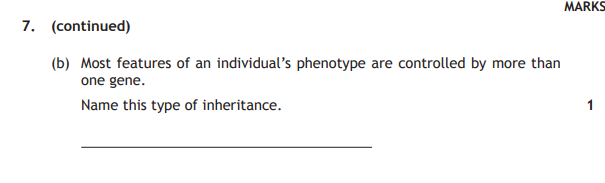 MARKS
7. (continued)
(b) Most features of an individual’s phenotype are controlled by more than
one gene.
Name this type of inheritance. 1